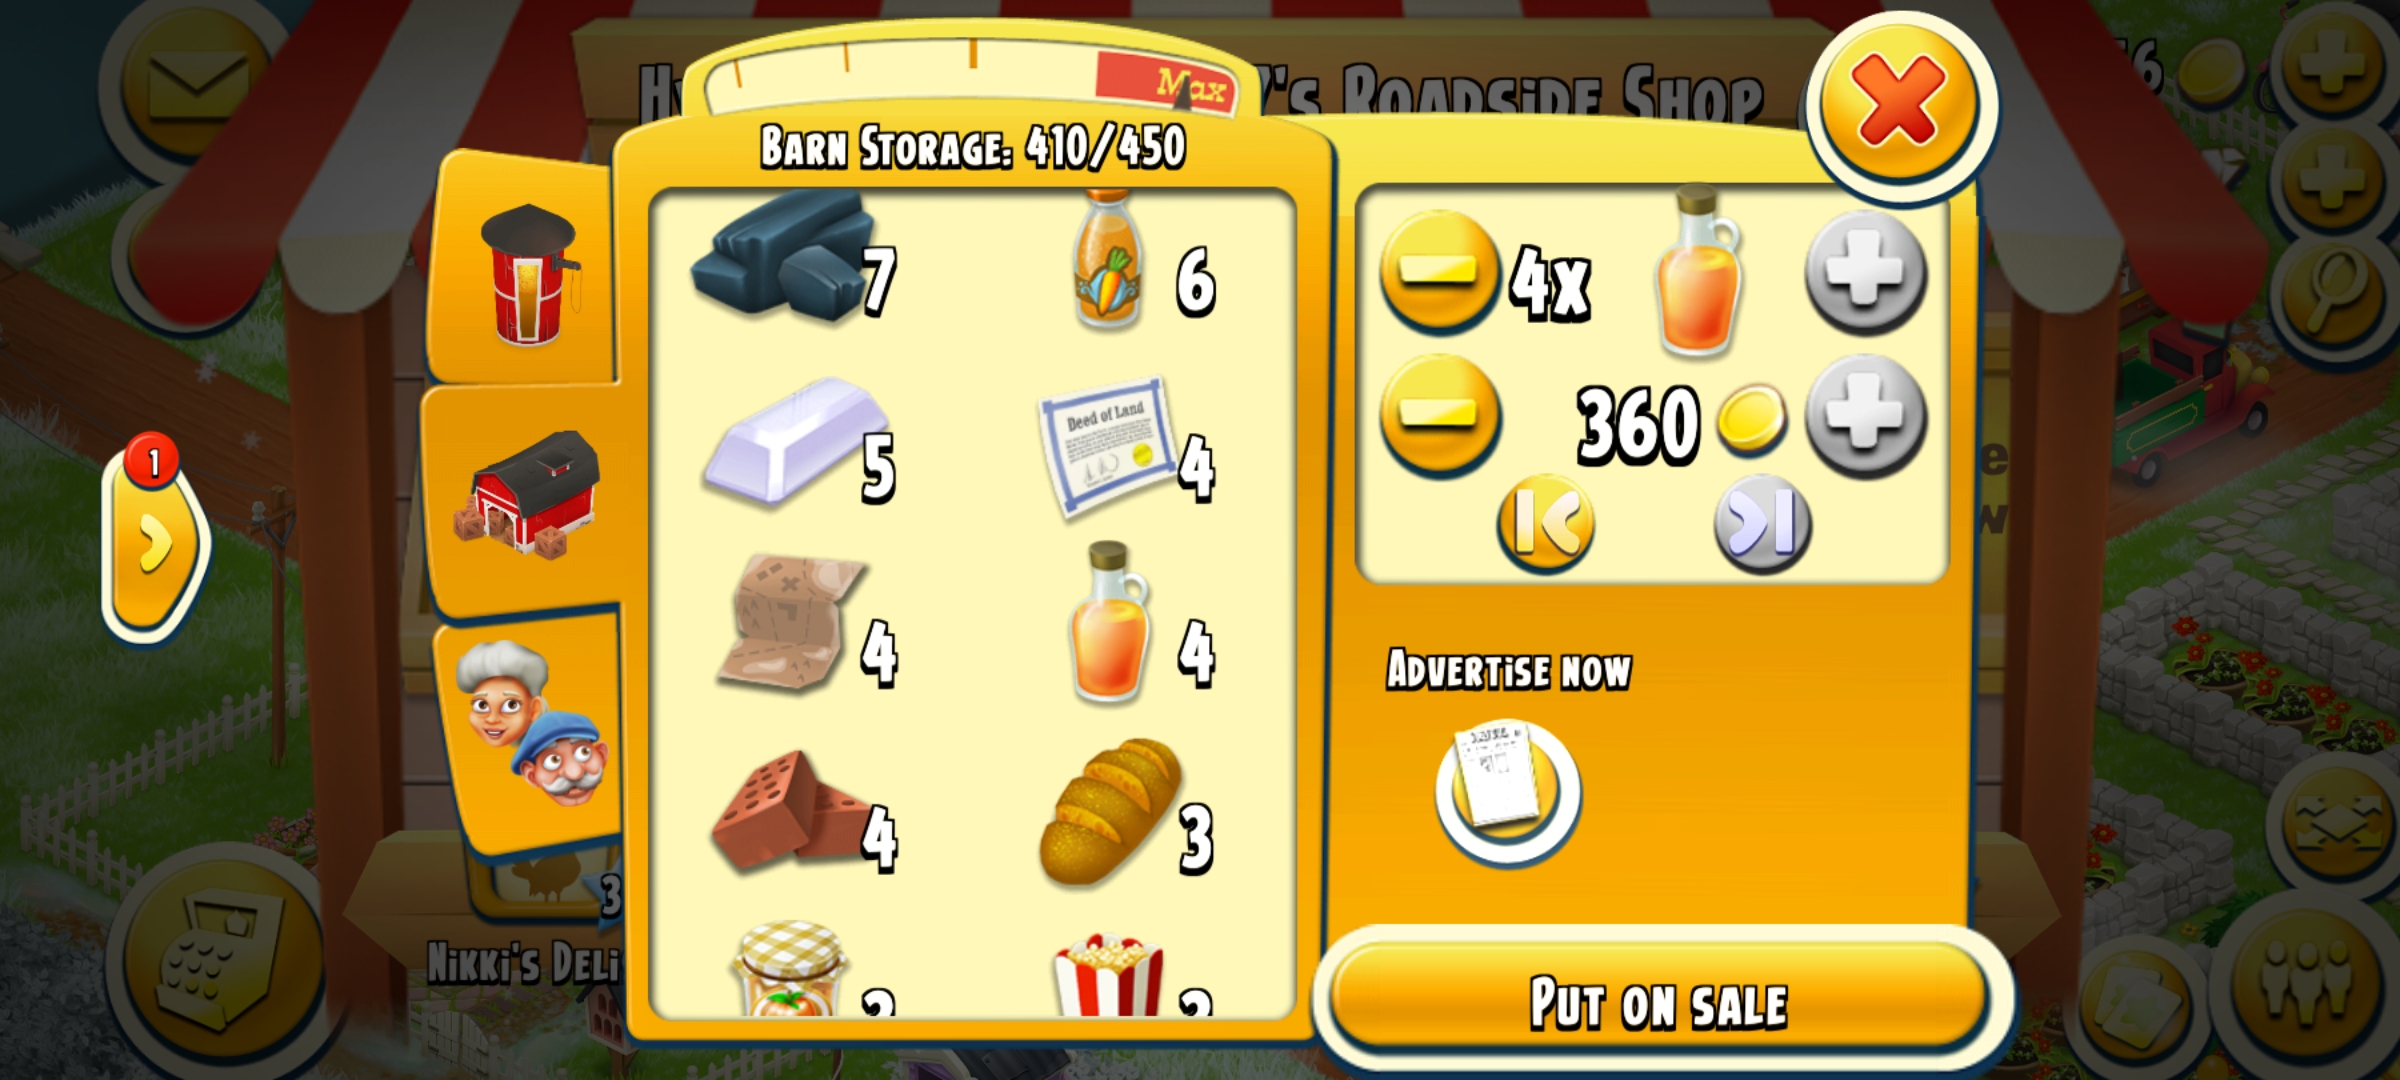 'S ROADSIDE SHOP
Max
BARN STORAGE: 410/450
7
6
4x
360
5
Deed of Land
4
1
4
4
ADVERTISE NOW
4
3
3
NIKKI'S DELI
PUT ON SALE